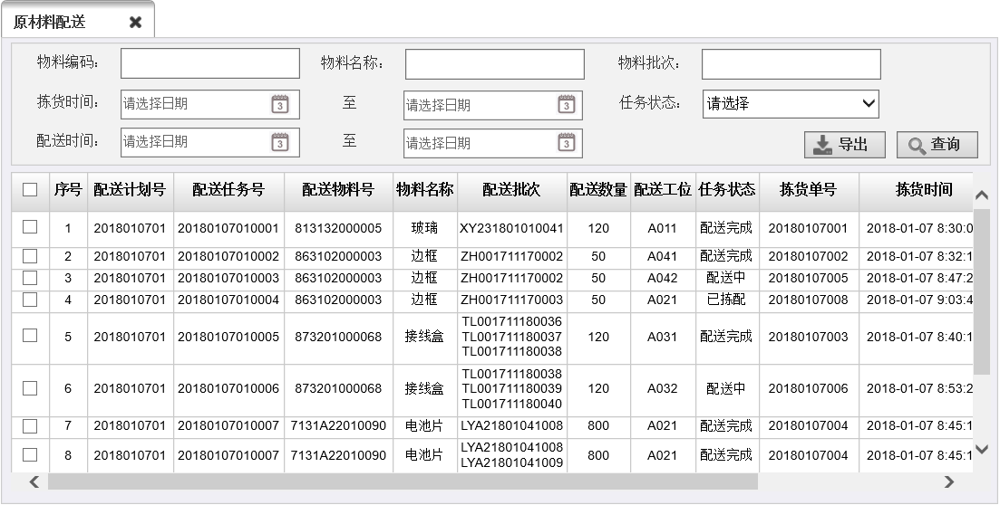 原材料配送
物料编码： 物料名称： 物料批次：
拣货时间： 请选择日期 3 至 请选择日期 3 任务状态： 请选择
配送时间： 请选择日期 3 至 请选择日期 3 导出 查询
序号 配送计划号 配送任务号 配送物料号 物料名称 配送批次 配送数量 配送工位 任务状态 拣货单号 拣货时间
1 2018010701 20180107010001 813132000005 玻璃 XY231801010041 120 A011 配送完成 20180107001 2018-01-07 8:30:0
2 2018010701 20180107010002 863102000003 边框 ZH001711170002 50 A041 配送完成 20180107002 2018-01-07 8:32:1
3 2018010701 20180107010003 863102000003 边框 ZH001711170002 50 A042 配送中 20180107005 2018-01-07 8:47:2
4 2018010701 20180107010004 863102000003 边框 ZH001711170003 50 A021 已拣配 20180107008 2018-01-07 9:03:4
TL001711180036
5 2018010701 20180107010005 873201000068 接线盒 TL001711180037 120 A031 配送完成 20180107003 2018-01-07 8:40:1
TL001711180038
TL001711180038
6 2018010701 20180107010006 873201000068 接线盒 TL001711180039 120 A032 配送中 20180107006 2018-01-07 8:53:2
TL001711180040
7 2018010701 20180107010007 7131A22010090 电池片 LYA21801041008 800 A021 配送完成 20180107004 2018-01-07 8:45:1
8 2018010701 20180107010007 7131A22010090 电池片 LYA21801041008 800 A021 配送完成 20180107004 2018-01-07 8:45:1
LYA21801041009